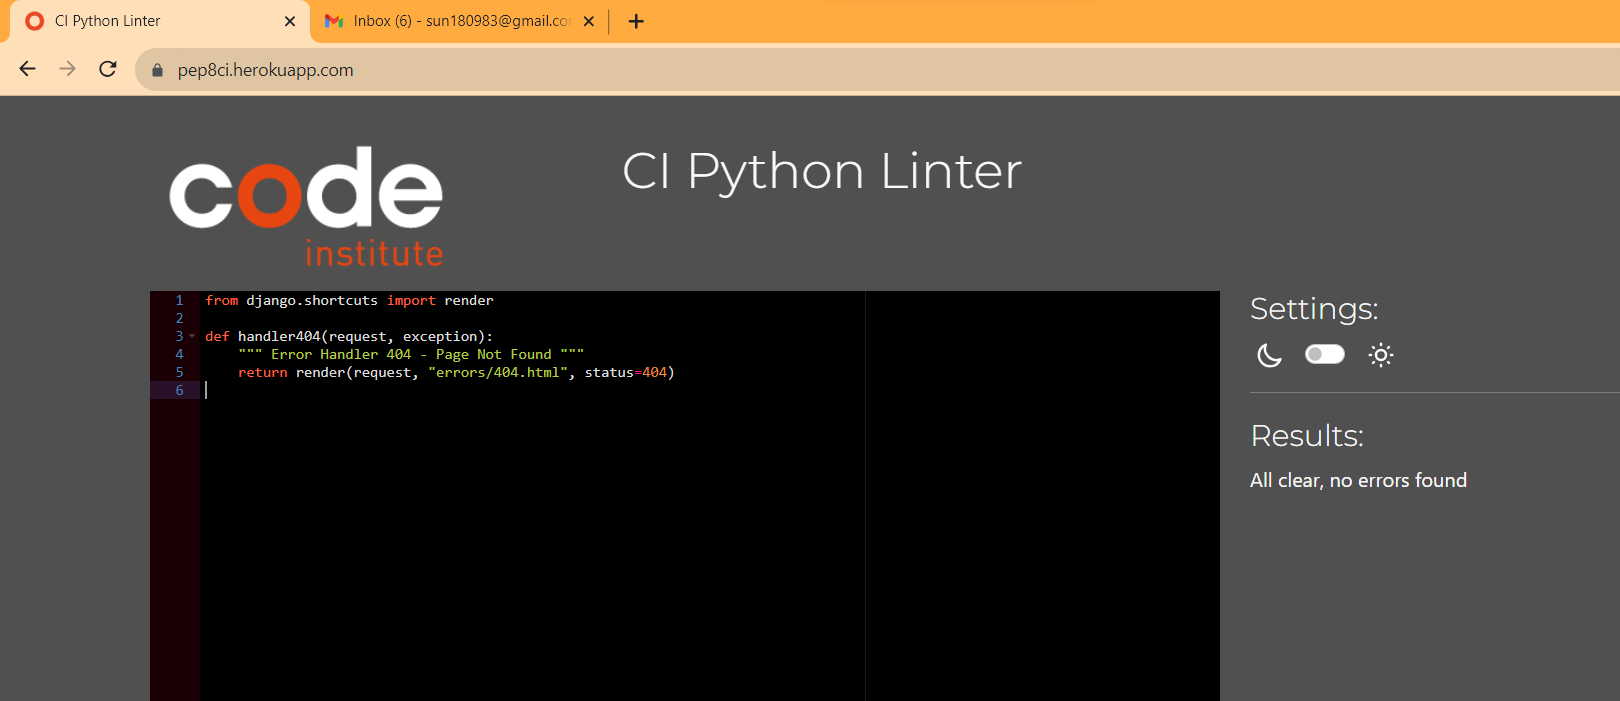 CI Python Linter
Inbox (6) - sun180983@gmail.co
pep8ci.herokuapp.com
code
institute
CI Python Linter
1 from django.shortcuts import render
2
3 def handler404(request, exception):
4     """ Error Handler 404 - Page Not Found """
5     return render(request, "errors/404.html", status=404)
6
Settings:
Results:
All clear, no errors found